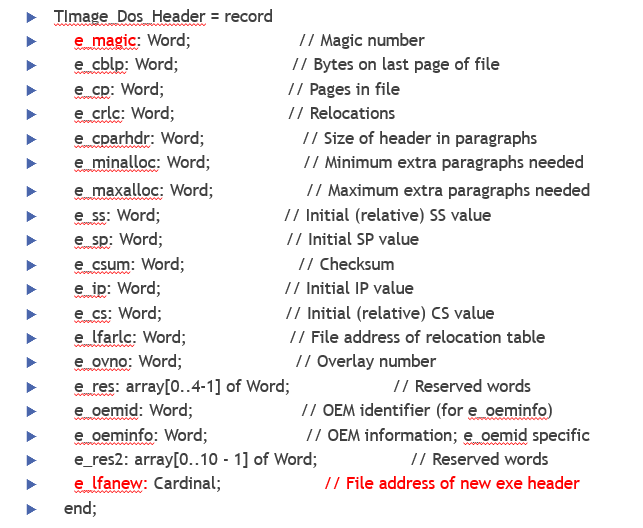 TImage_Dos_Header = record
e_magic: Word; // Magic number
e_cblp: Word; // Bytes on last page of file
e_cp: Word; // Pages in file
e_crlc: Word; // Relocations
e_cparhdr: Word; // Size of header in paragraphs
e_minalloc: Word; // Minimum extra paragraphs needed
e_maxalloc: Word; // Maximum extra paragraphs needed
e_ss: Word; // Initial (relative) SS value
e_sp: Word; // Initial SP value
e_csum: Word; // Checksum
e_ip: Word; // Initial IP value
e_cs: Word; // Initial (relative) CS value
e_lfarlc: Word; // File address of relocation table
e_ovno: Word; // Overlay number
e_res: array[0..4-1] of Word; // Reserved words
e_oemid: Word; // OEM identifier (for e_oeminfo)
e_oeminfo: Word; // OEM information; e_oemid specific
e_res2: array[0..10 - 1] of Word; // Reserved words
e_lfanew: Cardinal; // File address of new exe header
end;